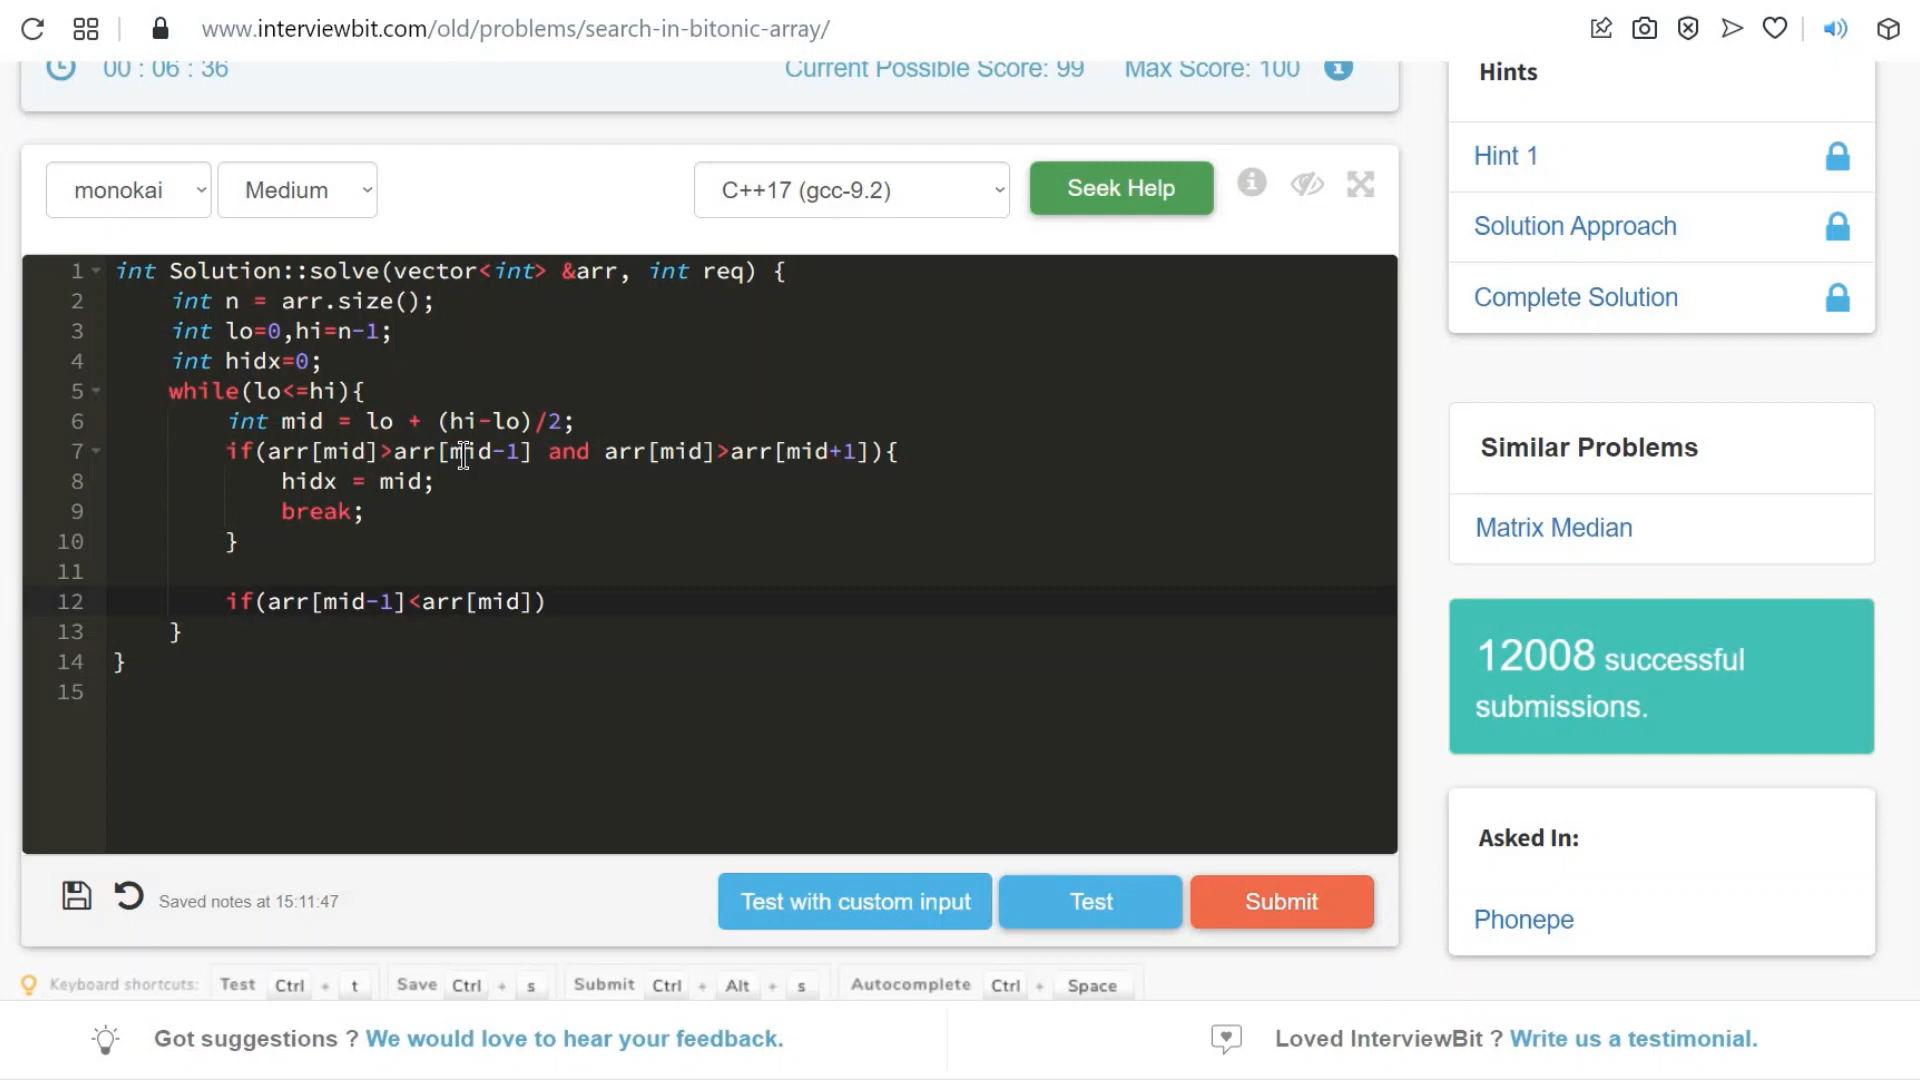 www.interviewbit.com/old/problems/search-in-bitonic-array/
00 : 06 : 36
Current Possible Score: 99
Max Score: 100
Hints
Hint 1
Solution Approach
Complete Solution
monokai
Medium
C++17 (gcc-9.2)
Seek Help
1 int Solution::solve(vector<int> &arr, int req) {
2 int n = arr.size();
3 int lo=0,hi=n-1;
4 int hidx=0;
5 while(lo<=hi){
6 int mid = lo + (hi-lo)/2;
7 if(arr[mid]>arr[mid-1] and arr[mid]>arr[mid+1]){
8 hidx = mid;
9 break;
10 }
11
12 if(arr[mid-1]<arr[mid])
13 }
14 }
15
Similar Problems
Matrix Median
12008 successful
submissions.
Asked In:
Phonepe
Saved notes at 15:11:47
Test with custom input
Test
Submit
Keyboard shortcuts: Test Ctrl + t Save Ctrl + s Submit Ctrl + Alt + s Autocomplete Ctrl + Space
Got suggestions ? We would love to hear your feedback.
Loved InterviewBit ? Write us a testimonial.